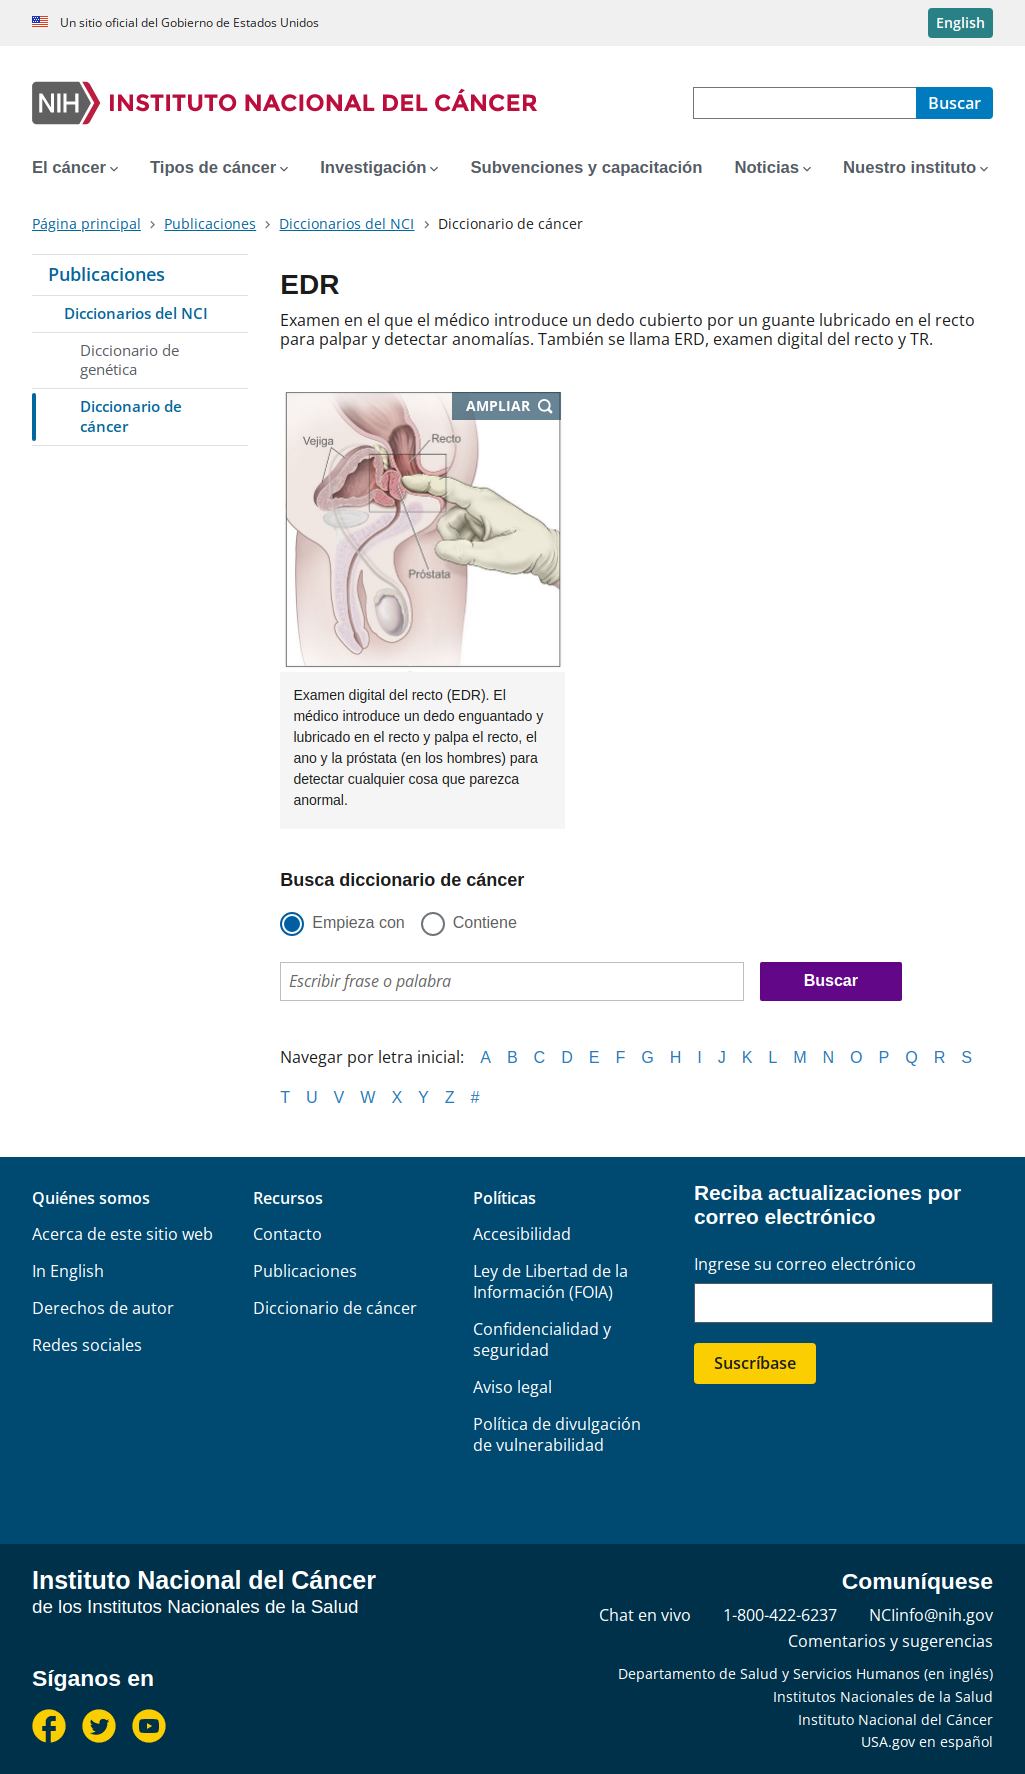 Un sitio oficial del Gobierno de Estados Unidos
English
NIH INSTITUTO NACIONAL DEL CÁNCER
Buscar
El cáncer Tipos de cáncer Investigación Subvenciones y capacitación Noticias Nuestro instituto
Página principal Publicaciones Diccionarios del NCI Diccionario de cáncer
Publicaciones
Diccionarios del NCI
Diccionario de
genética
Diccionario de
cáncer
EDR
Examen en el que el médico introduce un dedo cubierto por un guante lubricado en el recto
para palpar y detectar anomalías. También se llama ERD, examen digital del recto y TR.
AMPLIAR
Vejiga
Recto
Próstata
Examen digital del recto (EDR). El
médico introduce un dedo enguantado y
lubricado en el recto y palpa el recto, el
ano y la próstata (en los hombres) para
detectar cualquier cosa que parezca
anormal.
Busca diccionario de cáncer
Empieza con Contiene
Escribir frase o palabra
Buscar
Navegar por letra inicial: A B C D E F G H I J K L M N O P Q R S
T U V W X Y Z #
Quiénes somos
Acerca de este sitio web
In English
Derechos de autor
Redes sociales
Recursos
Contacto
Publicaciones
Diccionario de cáncer
Políticas
Accesibilidad
Ley de Libertad de la
Información (FOIA)
Confidencialidad y
seguridad
Aviso legal
Política de divulgación
de vulnerabilidad
Reciba actualizaciones por
correo electrónico
Ingrese su correo electrónico
Suscríbase
Instituto Nacional del Cáncer
de los Institutos Nacionales de la Salud
Síganos en
Comuníquese
Chat en vivo 1-800-422-6237 NCIinfo@nih.gov
Comentarios y sugerencias
Departamento de Salud y Servicios Humanos (en inglés)
Institutos Nacionales de la Salud
Instituto Nacional del Cáncer
USA.gov en español